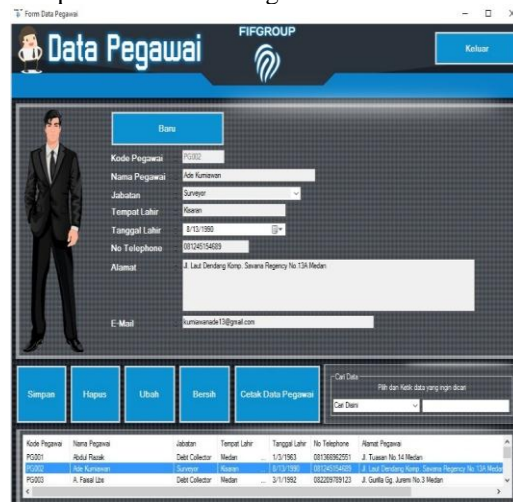 Form Data Pegawai
Data Pegawai
FIFGROUP
Keluar
Baru
Kode Pegawai PG002
Nama Pegawai Ade Kurniawan
Jabatan Surveyor
Tempat Lahir Kisaran
Tanggal Lahir 8/13/1990
No Telephone 081245154689
Alamat Jl. Laut Dendang Komp. Savana Regency No.13A Medan
E-Mail kurniawanade13@gmail.com
Simpan Hapus Ubah Bersih Cetak Data Pegawai
Cari Data
Pilih dan Ketik data yang ingin dicari
Cari Disini
Kode Pegawai Nama Pegawai Jabatan Tempat Lahir Tanggal Lahir No Telephone Alamat Pegawai
PG001 Abdul Razak Debt Collector Medan ... 1/3/1963 081366962551 Jl. Tuasan No.14 Medan
PG002 Ade Kurniawan Surveyor Kisaran ... 8/13/1990 081245154689 Jl. Laut Dendang Komp. Savana Regency No.13A Medan
PG003 A. Faisal Lbs Debt Collector Medan ... 3/1/1992 082209789123 Jl. Gurilla Gg. Jurem No.3 Medan